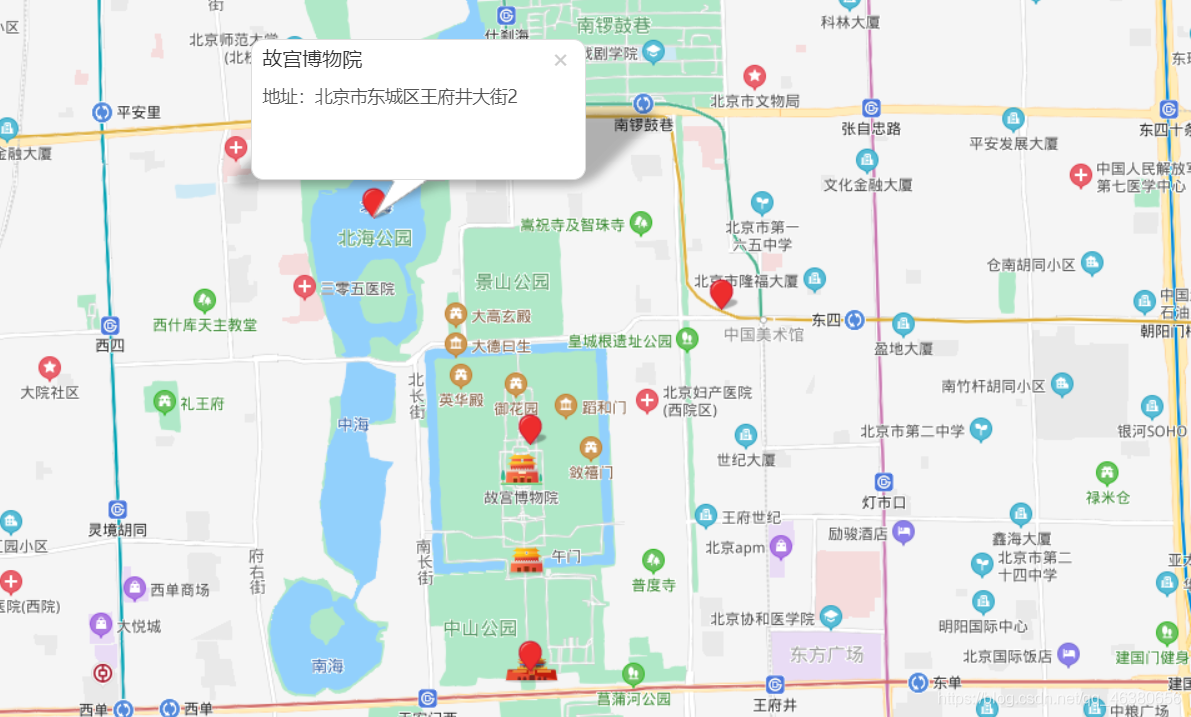 街
小区
什刹海
南锣鼓巷
科林大厦
北京师范大学
(北校
戏剧学院
故宫博物院
×
地址：北京市东城区王府井大街2
北京市文物局
平安里
南锣鼓巷
张自忠路
东四十条
平安发展大厦
金融大厦
文化金融大厦
中国人民解放军
第七医学中心
北海公园
嵩祝寺及智珠寺
北京市第一
六五中学
仓南胡同小区
景山公园
北京市隆福大厦
三零五医院
中国
石油
西什库天主教堂
大高玄殿
东四
朝阳门
西四
大德曰生
皇城根遗址公园
中国美术馆
盈地大厦
大院社区
礼王府
北长街
英华殿
御花园
蹈和门
北京妇产医院
(西院区)
南竹杆胡同小区
中海
北京市第二中学
银河SOHO
敛禧门
世纪大厦
故宫博物院
禄米仓
灯市口
灵境胡同
王府世纪
励骏酒店
鑫海大厦
工园小区
北京apm
南长街
午门
府右街
普度寺
北京市第二
十四中学
亚大
西单商场
医院(西院)
大悦城
中山公园
北京协和医学院
明阳国际中心
东方广场
南海
北京国际饭店
建国门健身
菖蒲河公园
东单
建国
西单
西单
天安门西
王府井
中粮广场
https://blog.csdn.net/qq_46380656